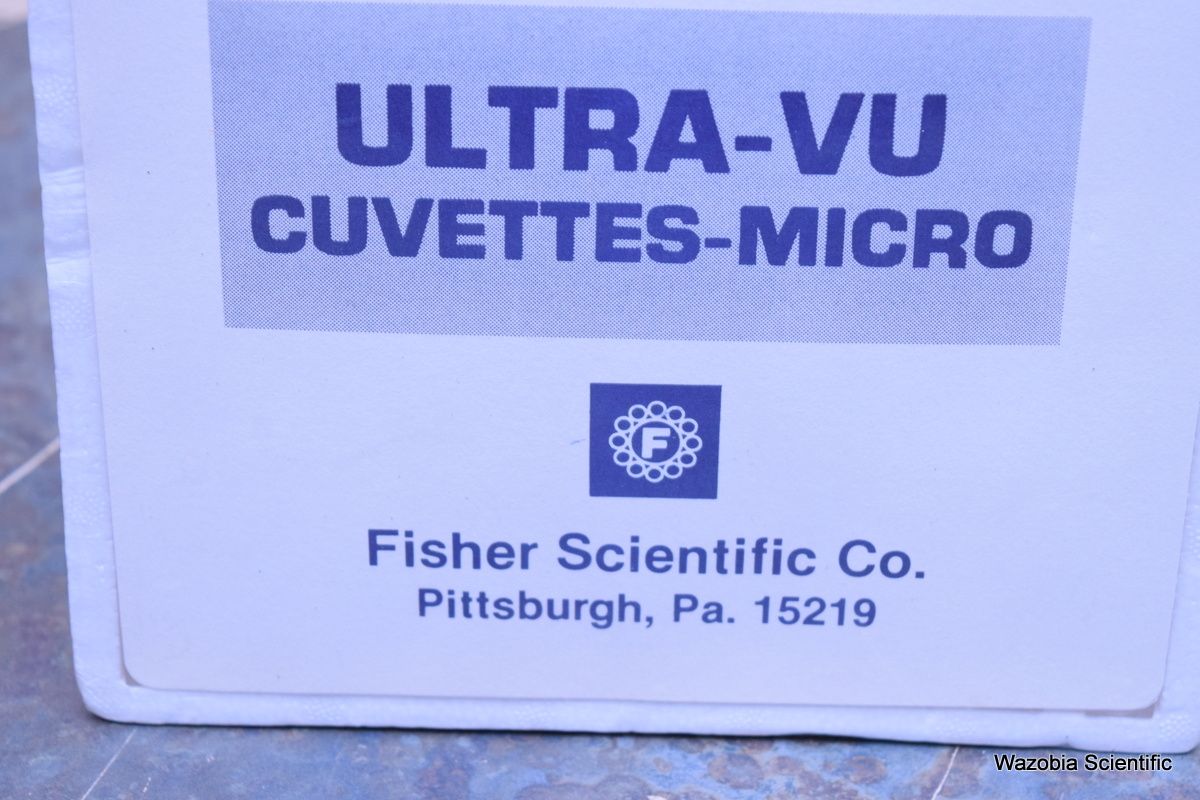 ULTRA-VU
CUVETTES-MICRO
F
Fisher Scientific Co.
Pittsburgh, Pa. 15219
Wazobia Scientific